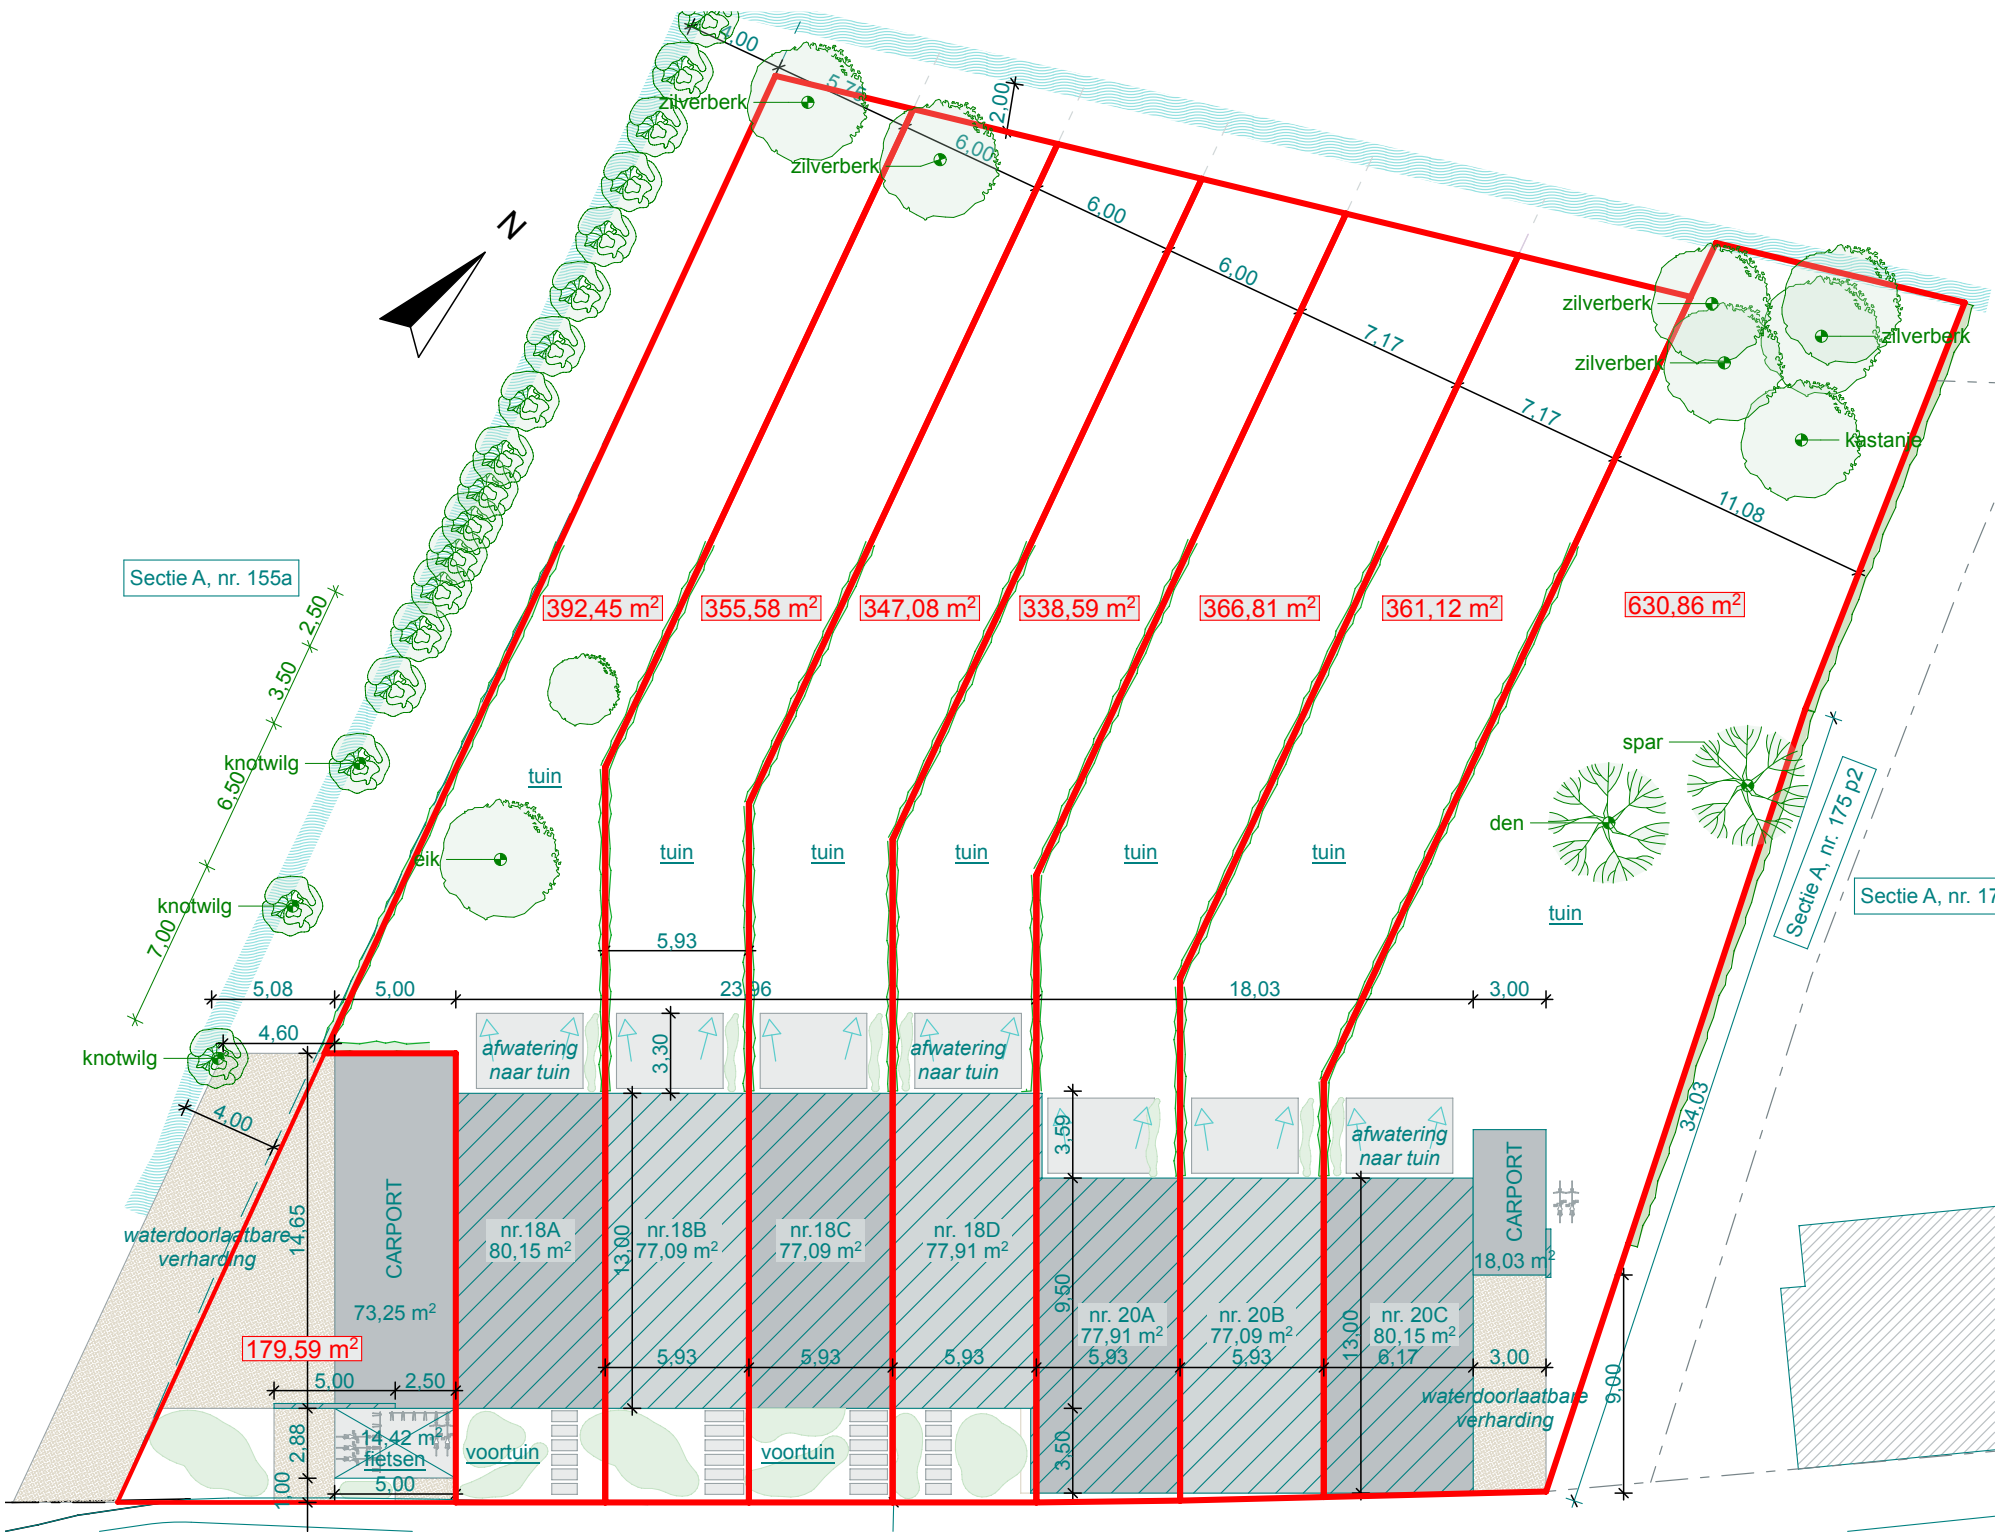 4,00
zilverberk
5,75
2,00
zilverberk
6,00
6,00
N
6,00
zilverberk
zilverberk
7,17
zilverberk
7,17
kastanje
11,08
Sectie A, nr. 155a
2,50
3,50
6,50
7,00
392,45 m²
355,58 m²
347,08 m²
338,59 m²
366,81 m²
361,12 m²
630,86 m²
knotwilg
tuin
spar
den
eik
tuin
tuin
tuin
tuin
tuin
Sectie A, nr. 175 p2
Sectie A, nr. 17
tuin
knotwilg
5,93
5,08
5,00
23,96
18,03
3,00
4,60
knotwilg
3,30
afwatering
naar tuin
afwatering
naar tuin
4,00
3,59
afwatering
naar tuin
34,03
waterdoorlaatbare
verharding
14,65
CARPORT
73,25 m²
nr.18A
80,15 m²
nr.18B
77,09 m²
13,00
nr.18C
77,09 m²
nr. 18D
77,91 m²
CARPORT
18,03 m²
9,50
nr. 20A
77,91 m²
nr. 20B
77,09 m²
13,00
nr. 20C
80,15 m²
179,59 m²
5,93
5,93
5,93
5,93
5,93
6,17
3,00
9,00
5,00
2,50
waterdoorlaatbare
verharding
2,88
14,42 m²
fietsen
voortuin
voortuin
3,50
1,00
5,00